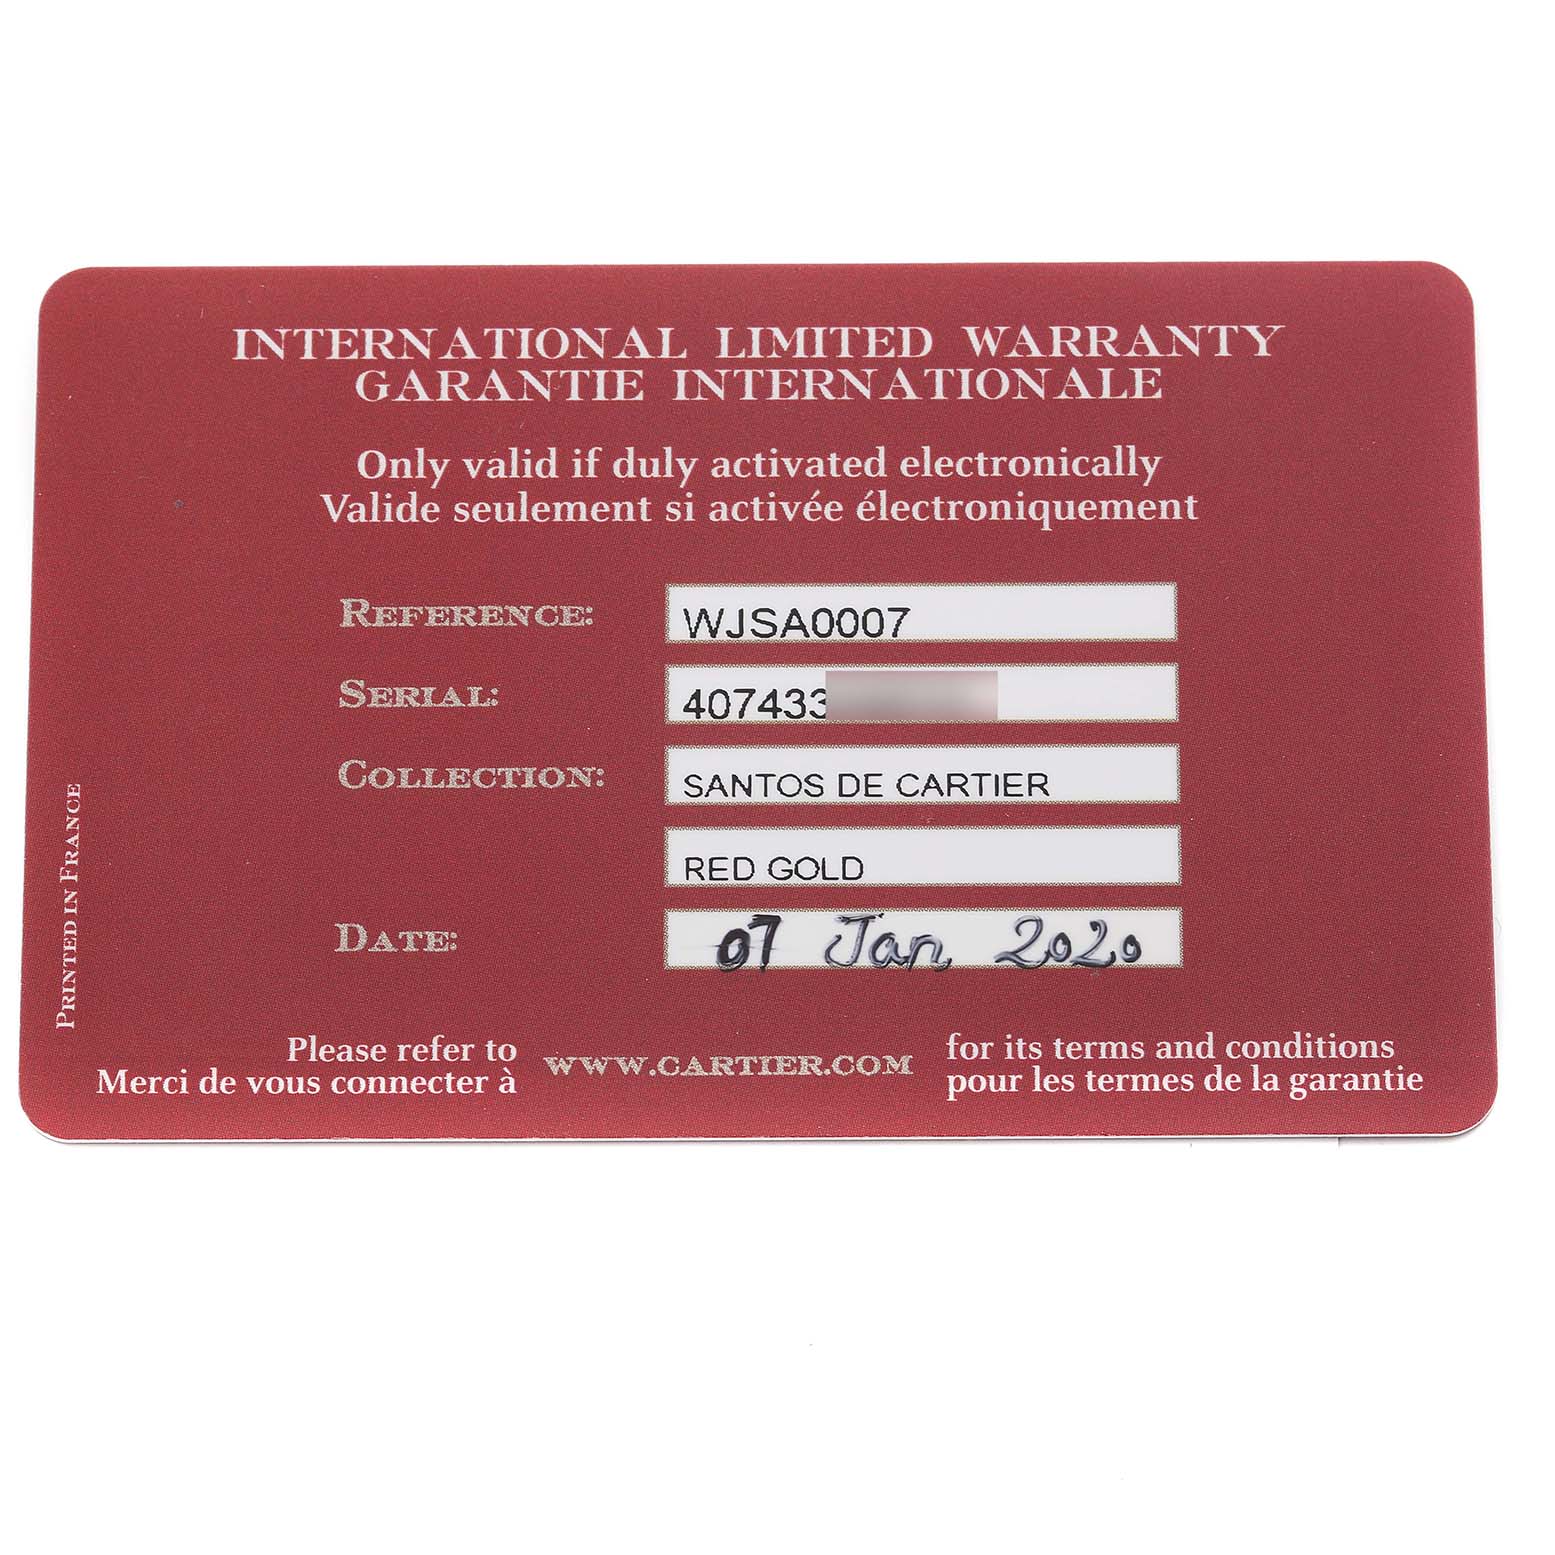 INTERNATIONAL LIMITED WARRANTY
GARANTIE INTERNATIONALE
Only valid if duly activated electronically
Valide seulement si activée électroniquement
REFERENCE: WJSA0007
SERIAL: 407433
COLLECTION: SANTOS DE CARTIER
RED GOLD
DATE: 07 Jan 2020
PRINTED IN FRANCE
Please refer to
Merci de vous connecter à
WWW.CARTIER.COM
for its terms and conditions
pour les termes de la garantie